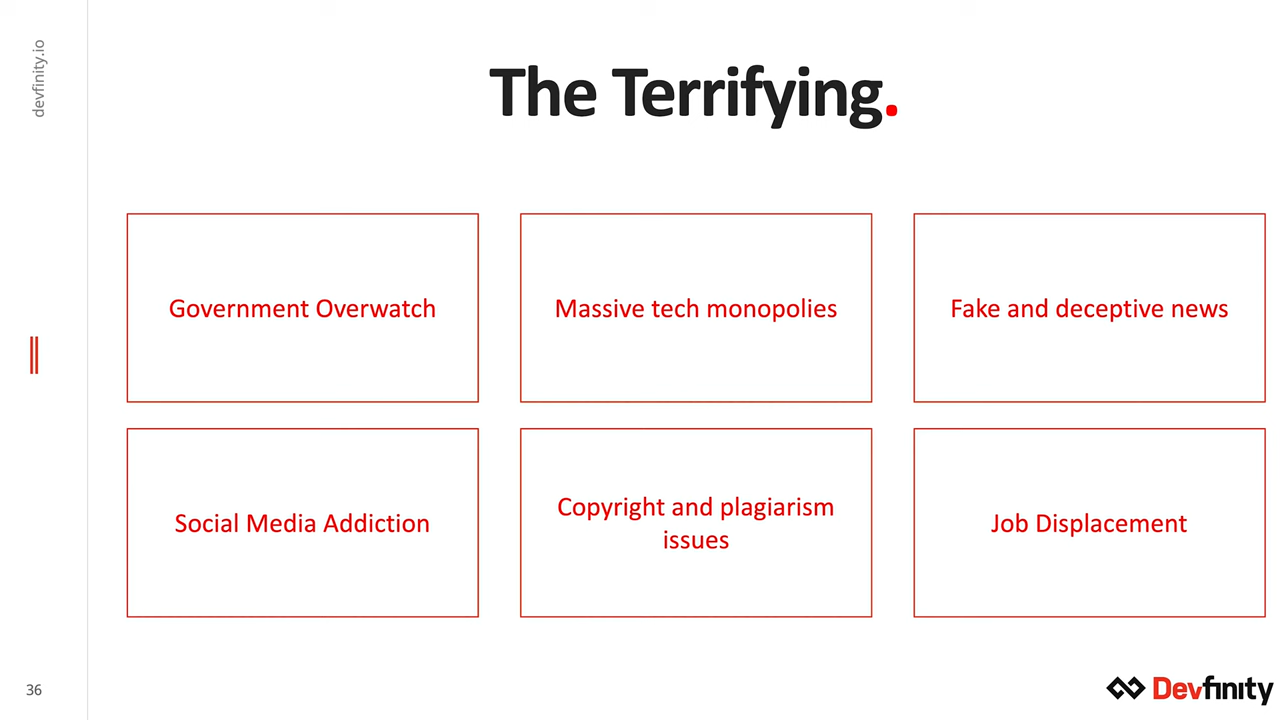 devfinity.io
The Terrifying.
Government Overwatch
Massive tech monopolies
Fake and deceptive news
Social Media Addiction
Copyright and plagiarism
issues
Job Displacement
36
Devfinity